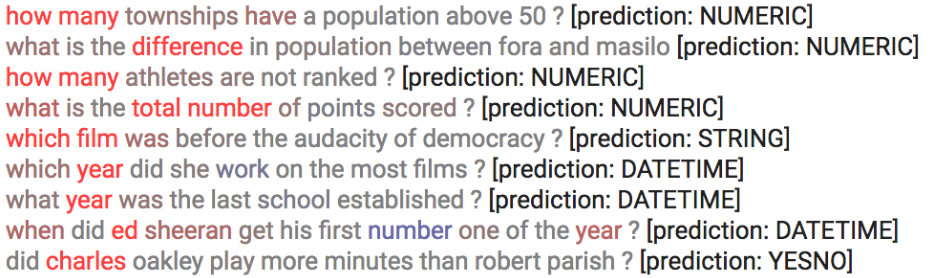 how many townships have a population above 50 ? [prediction: NUMERIC]
what is the difference in population between fora and masilo [prediction: NUMERIC]
how many athletes are not ranked ? [prediction: NUMERIC]
what is the total number of points scored ? [prediction: NUMERIC]
which film was before the audacity of democracy ? [prediction: STRING]
which year did she work on the most films ? [prediction: DATETIME]
what year was the last school established ? [prediction: DATETIME]
when did ed sheeran get his first number one of the year ? [prediction: DATETIME]
did charles oakley play more minutes than robert parish ? [prediction: YESNO]